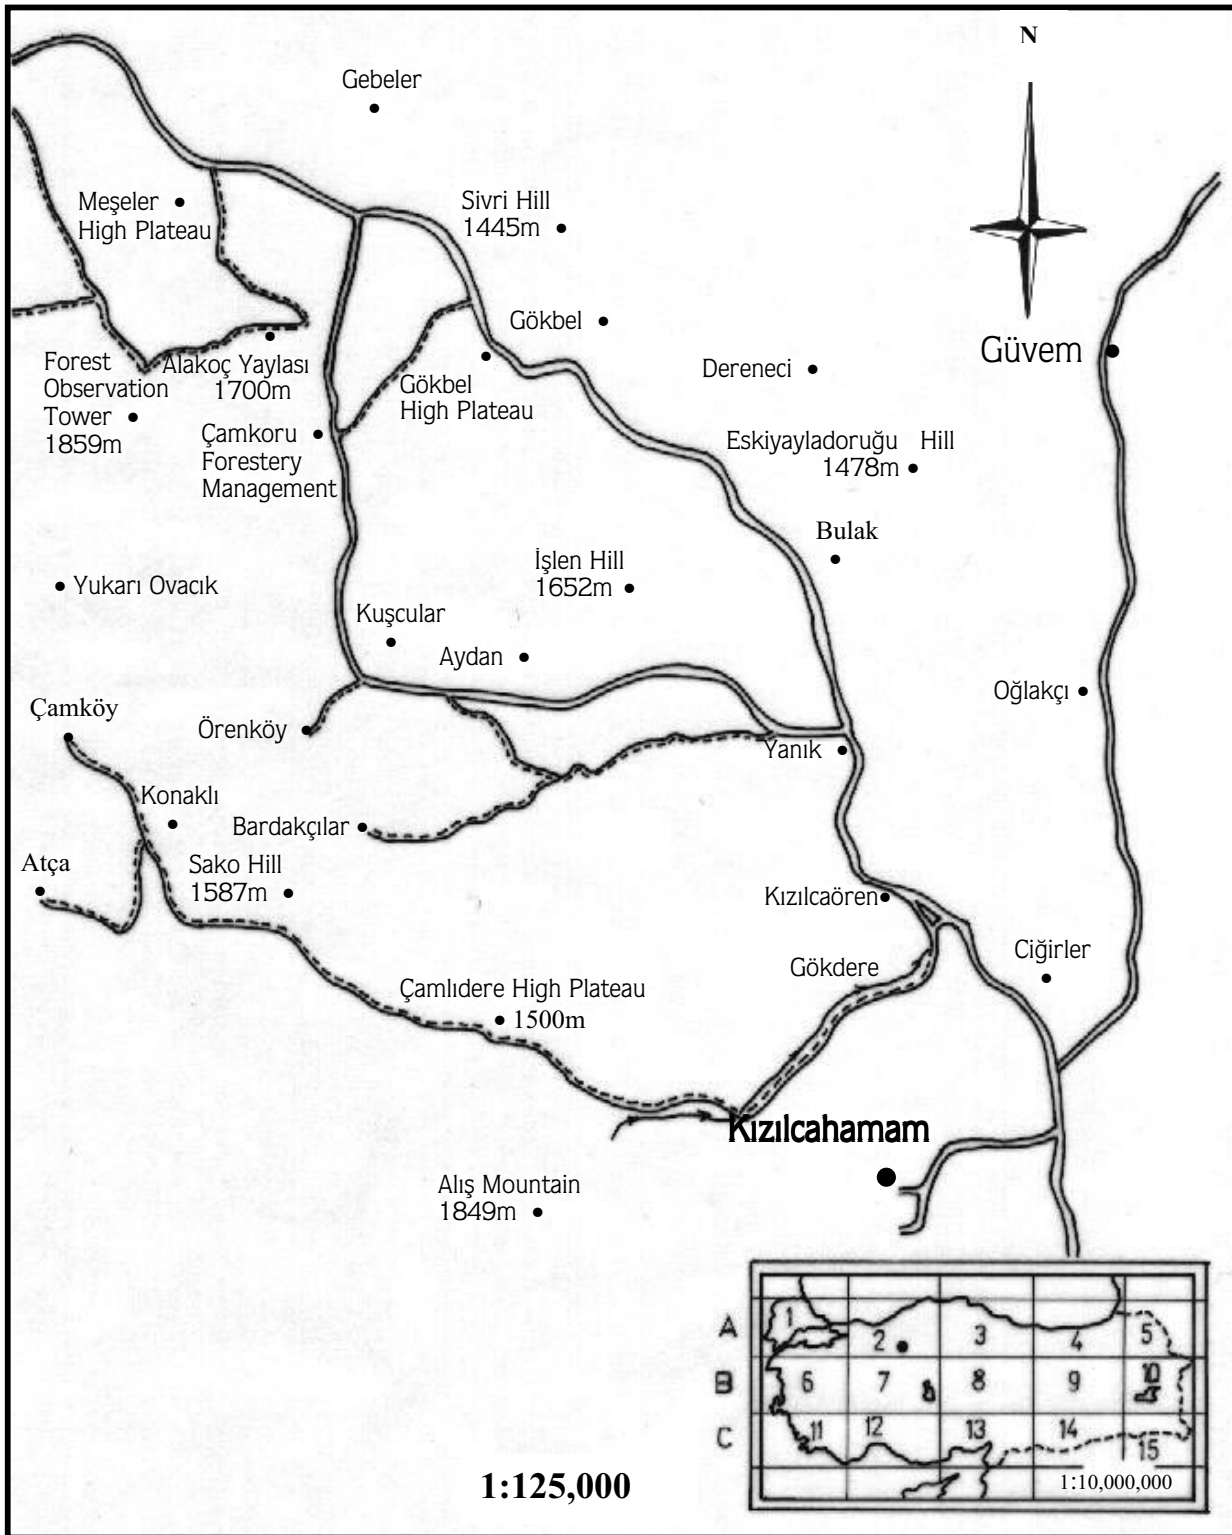 N
Gebeler
Meşeler
High Plateau
Sivri Hill
1445m
Gökbel
Güvem
Forest
Observation
Tower
1859m
Alakoç Yaylası
1700m
Gökbel
High Plateau
Dereneci
Çamkoru
Forestery
Management
Eskiyayladoruğu Hill
1478m
Bulak
İşlen Hill
1652m
Yukarı Ovacık
Kuşcular
Aydan
Oğlakçı
Çamköy
Örenköy
Yanık
Konaklı
Bardakçılar
Atça
Sako Hill
1587m
Kızılcaören
Gökdere
Ciğirler
Çamlıdere High Plateau
1500m
Kızılcahamam
Alış Mountain
1849m
A
1
2
3
4
5
B
6
7
8
9
10
C
11
12
13
14
15
1:10,000,000
1:125,000